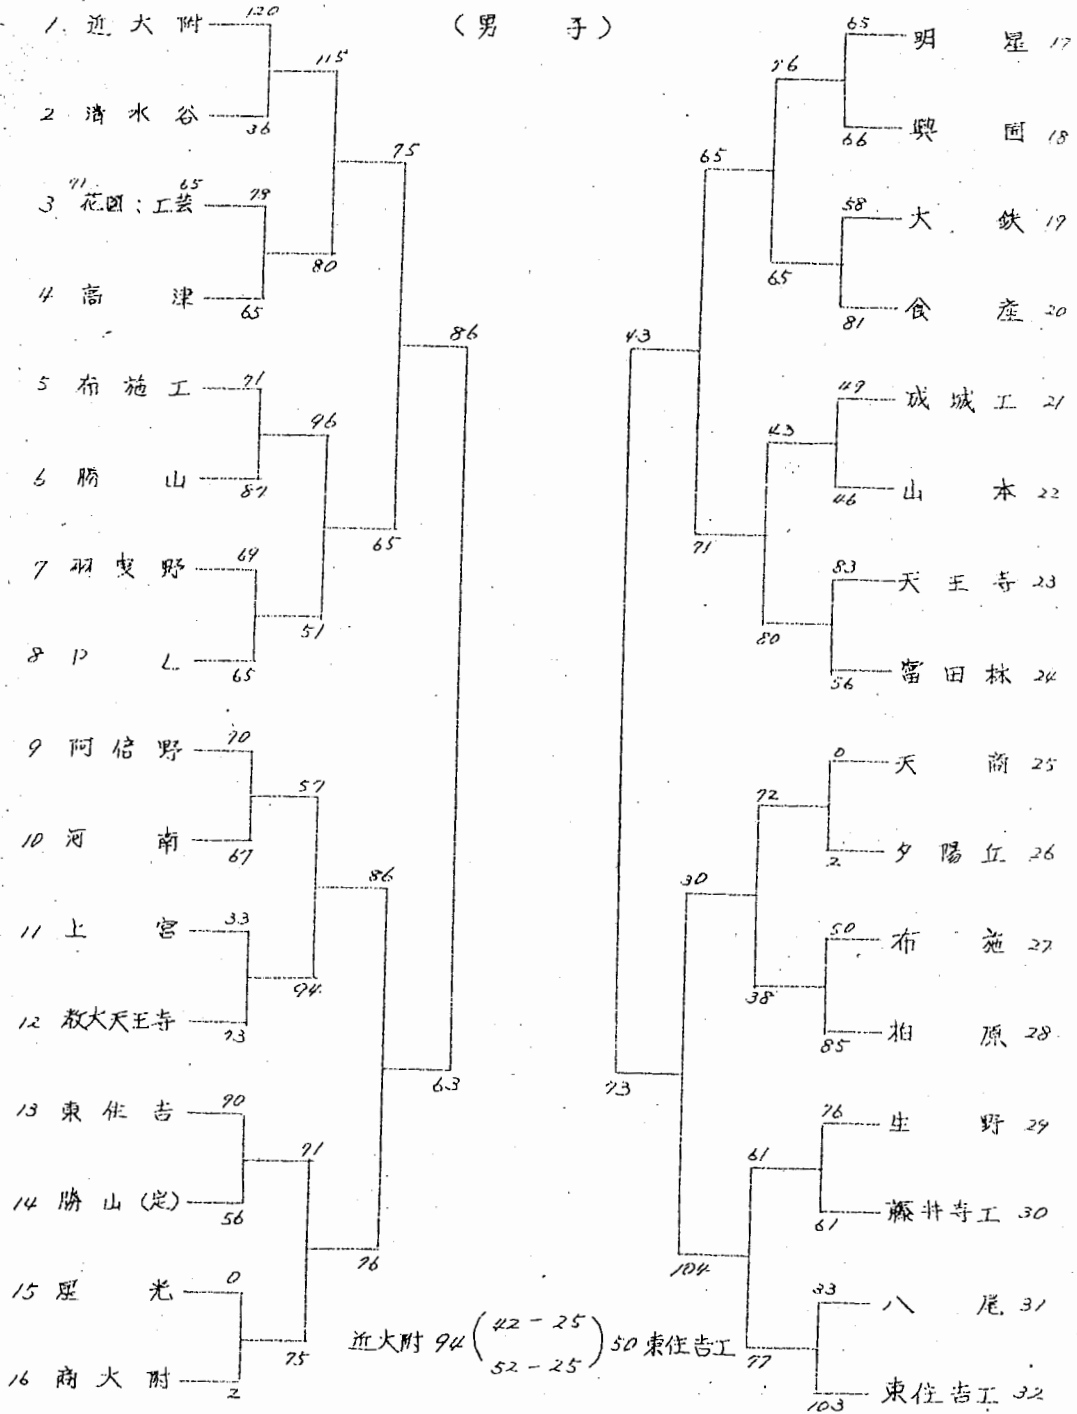 (男 子)
1. 近大附 120
115
2 清水谷 36
75
71 65
3 花園:工芸 79
80
4 高津 65
86
5 布施工 71
96
6 勝山 87
65
7 羽曳野 69
51
8 PL 65
9 阿倍野 70
57
10 河南 67
86
11 上宮 33
94
12 教大天王寺 73
63
13 東住吉 90
71
14 勝山(定) 56
76
15 星光 0
75
16 商大附 2
65 明星 17
76
66 興国 18
65
58 大鉄 19
65
81 食産 20
43
49 成城工 21
43
46 山本 22
71
83 天王寺 23
80
56 富田林 24
0 天商 25
72
2 夕陽丘 26
30
50 布施 27
38
85 柏原 28
73
76 生野 29
61
61 藤井寺工 30
104
33 八尾 31
77
103 東住吉工 32
近大附 94 (42-25
52-25) 50 東住吉工